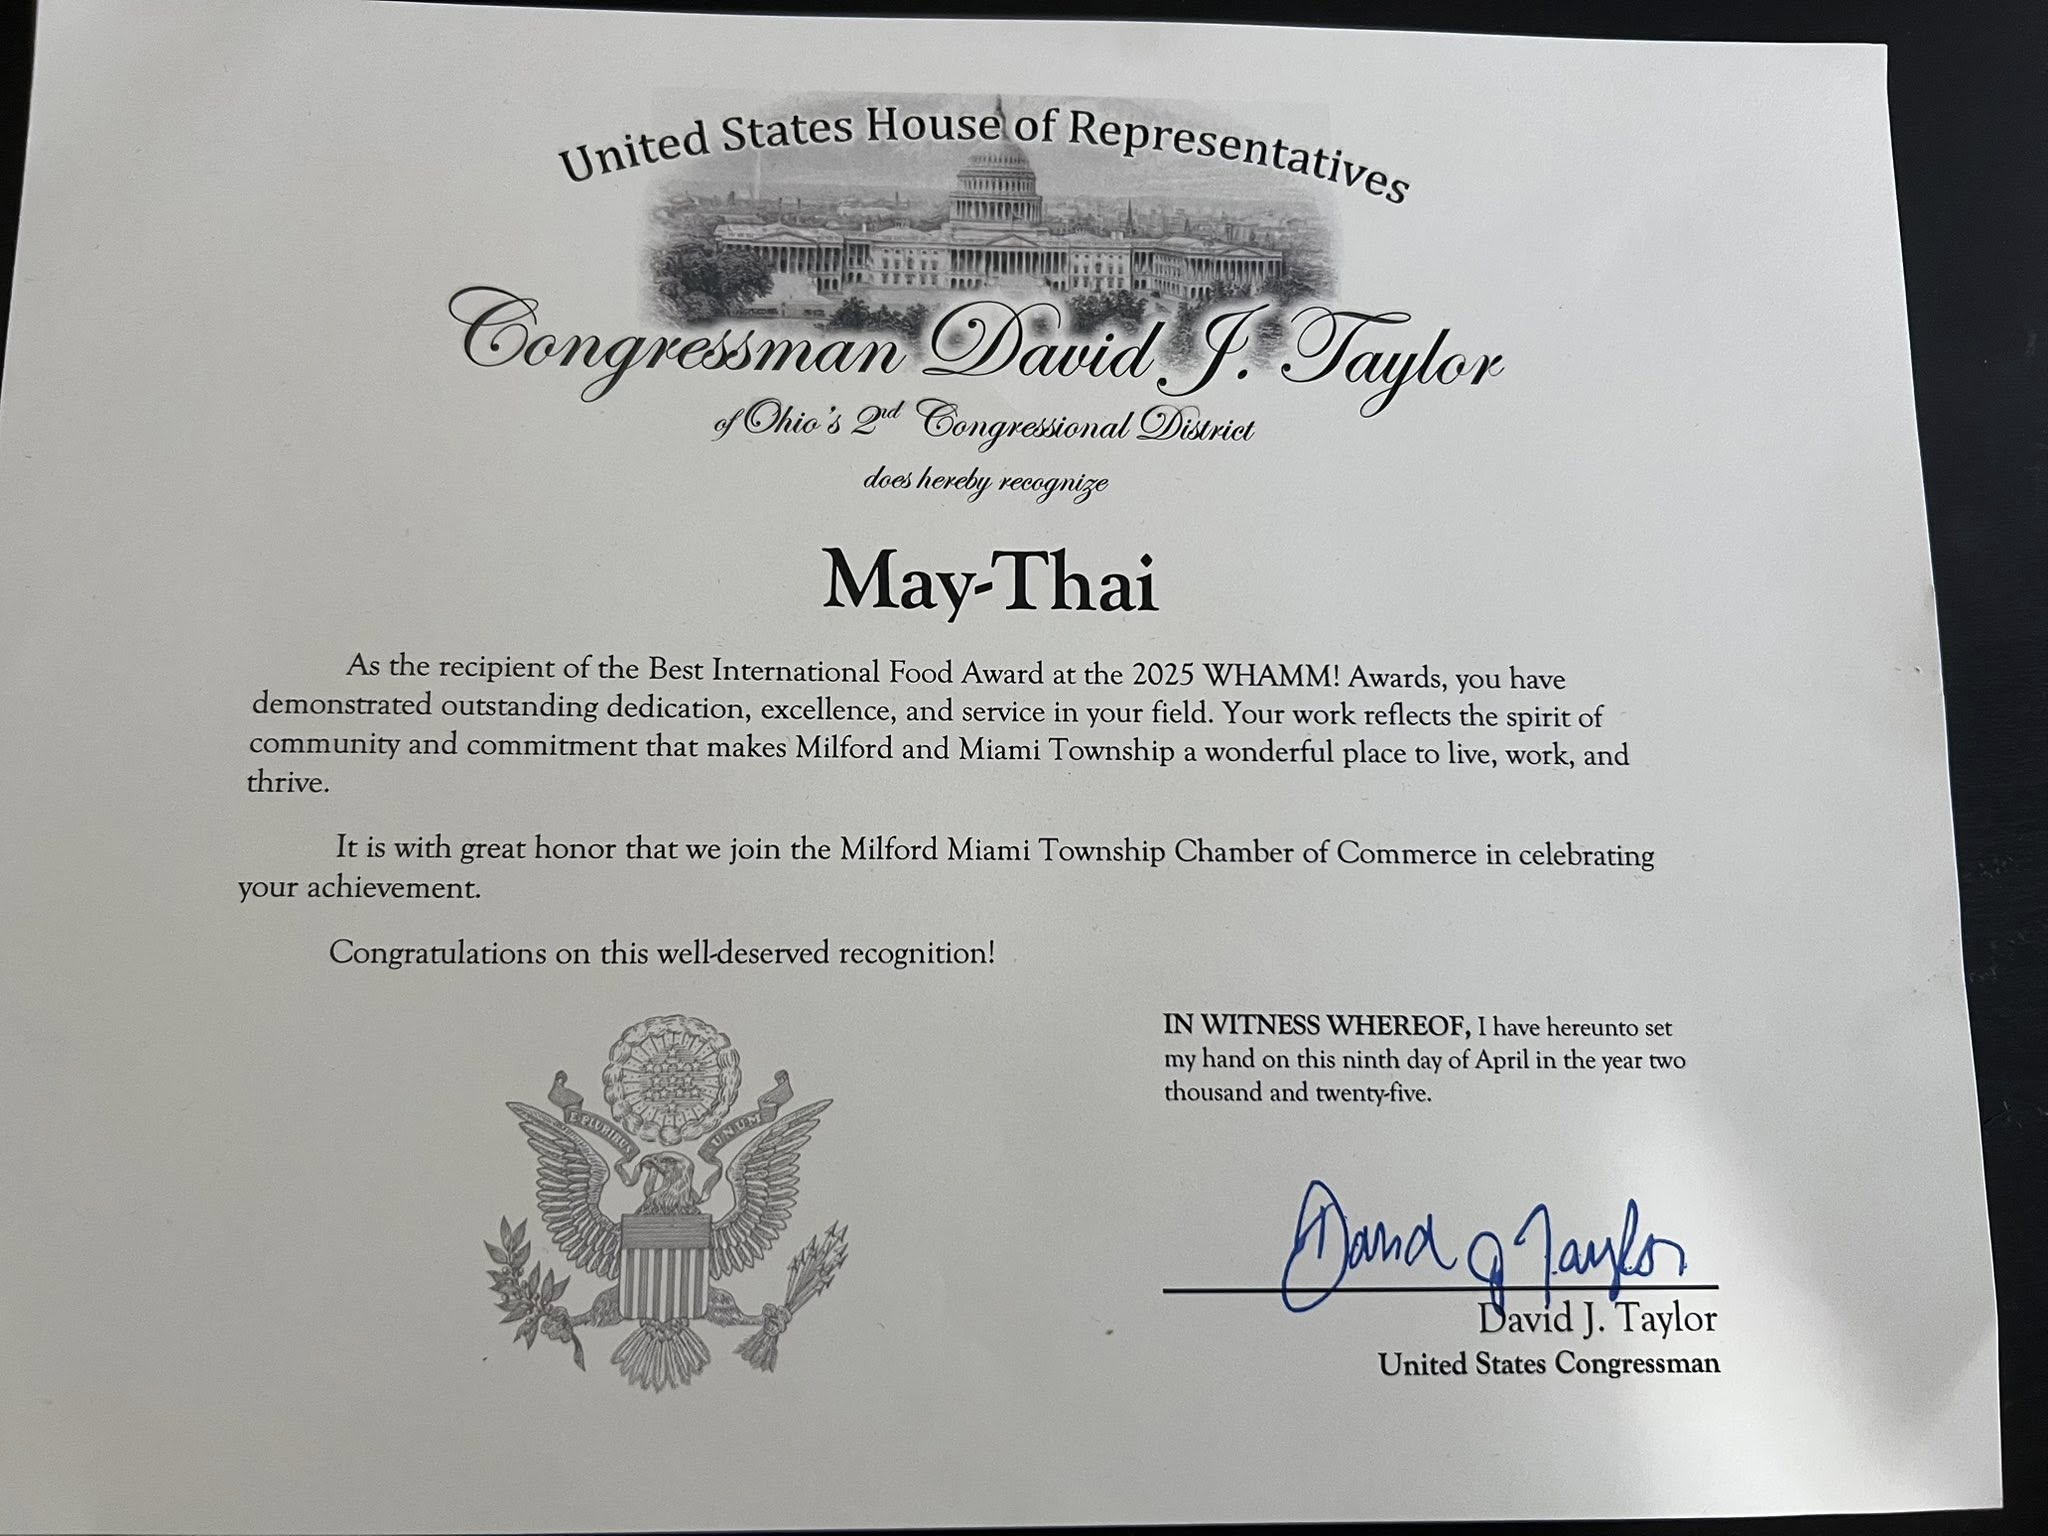 United States House of Representatives
Congressman David J. Taylor
of Ohio's 2nd Congressional District
does hereby recognize
May-Thai
As the recipient of the Best International Food Award at the 2025 WHAMM! Awards, you have
demonstrated outstanding dedication, excellence, and service in your field. Your work reflects the spirit of
community and commitment that makes Milford and Miami Township a wonderful place to live, work, and
thrive.
It is with great honor that we join the Milford Miami Township Chamber of Commerce in celebrating
your achievement.
Congratulations on this well-deserved recognition!
E PLURIBUS UNUM
IN WITNESS WHEREOF, I have hereunto set
my hand on this ninth day of April in the year two
thousand and twenty-five.
David J Taylor
David J. Taylor
United States Congressman